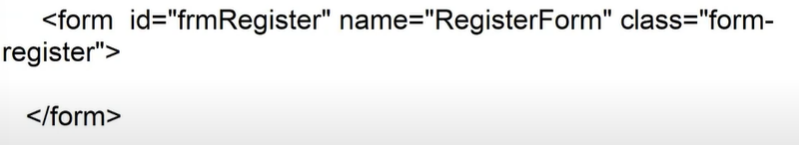 <form  id="frmRegister" name="RegisterForm" class="form-
register">
</form>